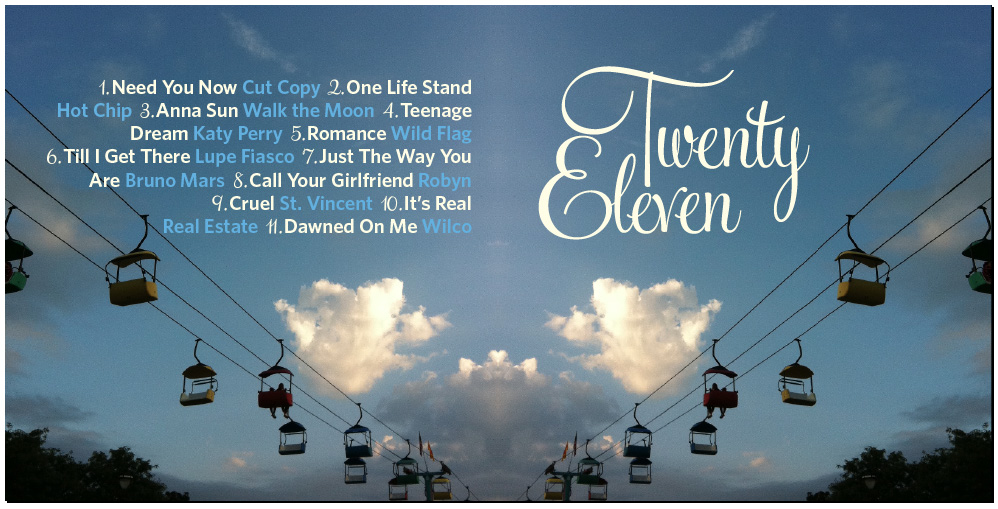 1.Need You Now Cut Copy 2.One Life Stand
Hot Chip 3.Anna Sun Walk the Moon 4.Teenage
Dream Katy Perry 5.Romance Wild Flag
6.Till I Get There Lupe Fiasco 7.Just The Way You
Are Bruno Mars 8.Call Your Girlfriend Robyn
9.Cruel St. Vincent 10.It's Real
Real Estate 11.Dawned On Me Wilco
Twenty
Eleven